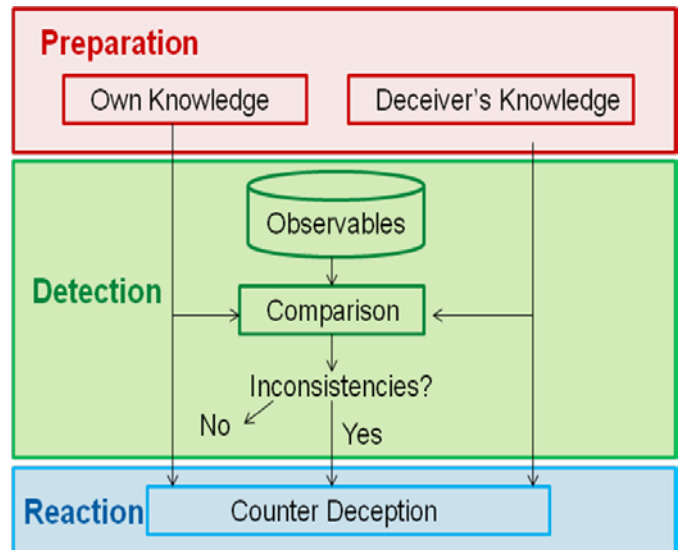 Preparation
Own Knowledge
Deceiver's Knowledge
Observables
Detection
Comparison
Inconsistencies?
No
Yes
Reaction
Counter Deception